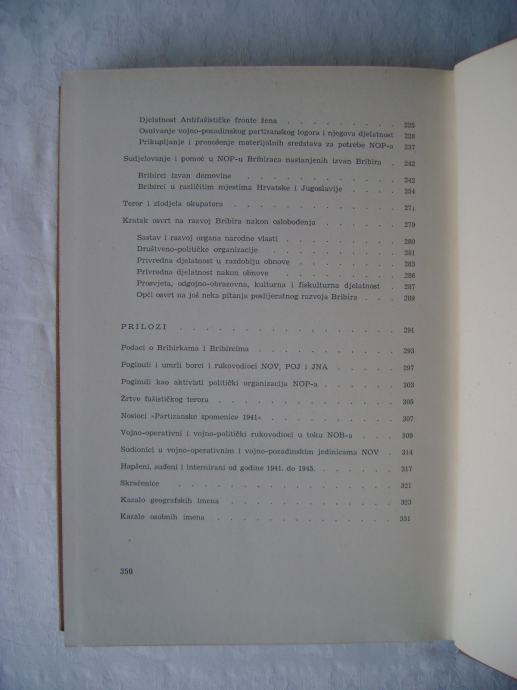 Djelatnost Antifašističke fronte žena . . . . . . . . 225
Osnivanje vojno-pozadinskog partizanskog logora i njegova djelatnost 228
Prikupljanje i prenošenje materijalnih sredstava za potrebe NOP-a 237
Sudjelovanje i pomoć u NOP-u Bribiraca nastanjenih izvan Bribira . 242
Bribirci izvan domovine . . . . . . . . . . . 242
Bribirci u različitim mjestima Hrvatske i Jugoslavije . . . . 254
Teror i zlodjela okupatora . . . . . . . . . . . 271
Kratak osvrt na razvoj Bribira nakon oslobođenja . . . . . . 279
Sastav i razvoj organa narodne vlasti . . . . . . . . 280
Društveno-političke organizacije . . . . . . . . . 281
Privredna djelatnost u razdoblju obnove . . . . . . . 283
Privredna djelatnost nakon obnove . . . . . . . . 286
Prosvjeta, odgojno-obrazovna, kulturna i fiskulturna djelatnost . 287
Opći osvrt na još neka pitanja poslijeratnog razvoja Bribira . . . 289
PRILOZI . . . . . . . . . . . . . . 291
Podaci o Bribirkama i Bribircima . . . . . . . . . . 293
Poginuli i umrli borci i rukovodioci NOV, POJ i JNA . . . . . 297
Poginuli kao aktivisti politički organizacija NOP-a . . . . . . 303
Žrtve fašističkog terora . . . . . . . . . . . . 305
Nosioci »Partizanske spomenice 1941« . . . . . . . . . 307
Vojno-operativni i vojno-politički rukovodioci u toku NOB-a . . . 309
Sudionici u vojno-operativnim i vojno-pozadinskim jedinicama NOV . 314
Hapšeni, suđeni i internirani od godine 1941. do 1945. . . . . . 317
Skraćenice . . . . . . . . . . . . . . 321
Kazalo geografskih imena . . . . . . . . . . . 323
Kazalo osobnih imena . . . . . . . . . . . . 331
350